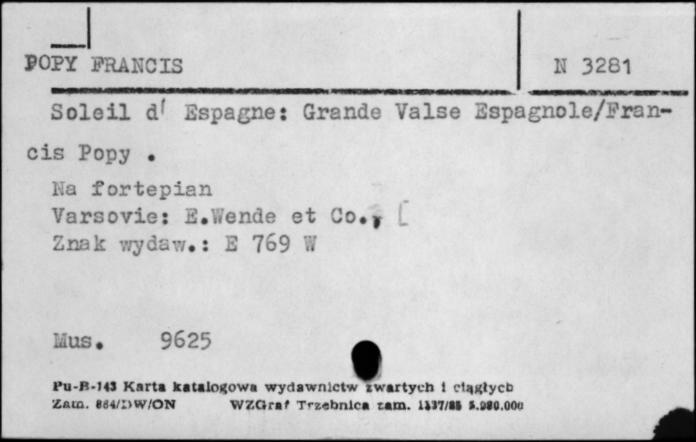 POPY FRANCIS
N 3281
Soleil d' Espagne: Grande Valse Espagnole/Fran-
cis Popy .
Na fortepian
Varsovie: E.Wende et Co., [
Znak wydaw.: E 769 W
Mus. 9625
Pu-B-143 Karta katalogowa wydawnictw zwartych i ciągłych
Zam. 864/DW/ON WZGraf Trzebnica zam. 1137/85 5.000.000